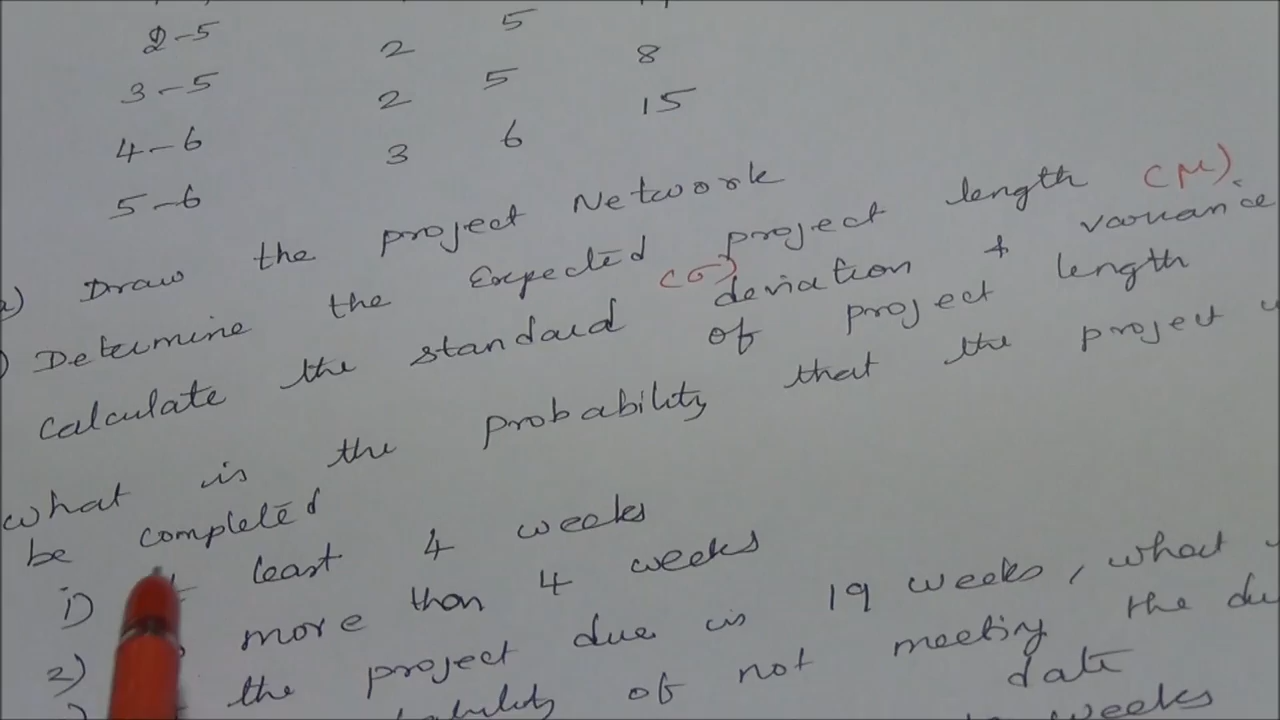 2-5 2 5
3-5 2 5 8
4-6 3 6 15
5-6
a) Draw the project Network
Determine the Expected project length (μ)
Calculate the standard (σ) deviation & variance of project length
what is the probability that the project
be completed
1) least 4 weeks
2) more than 4 weeks
the project due is 19 weeks, what
of not meeting the du
date
weeks